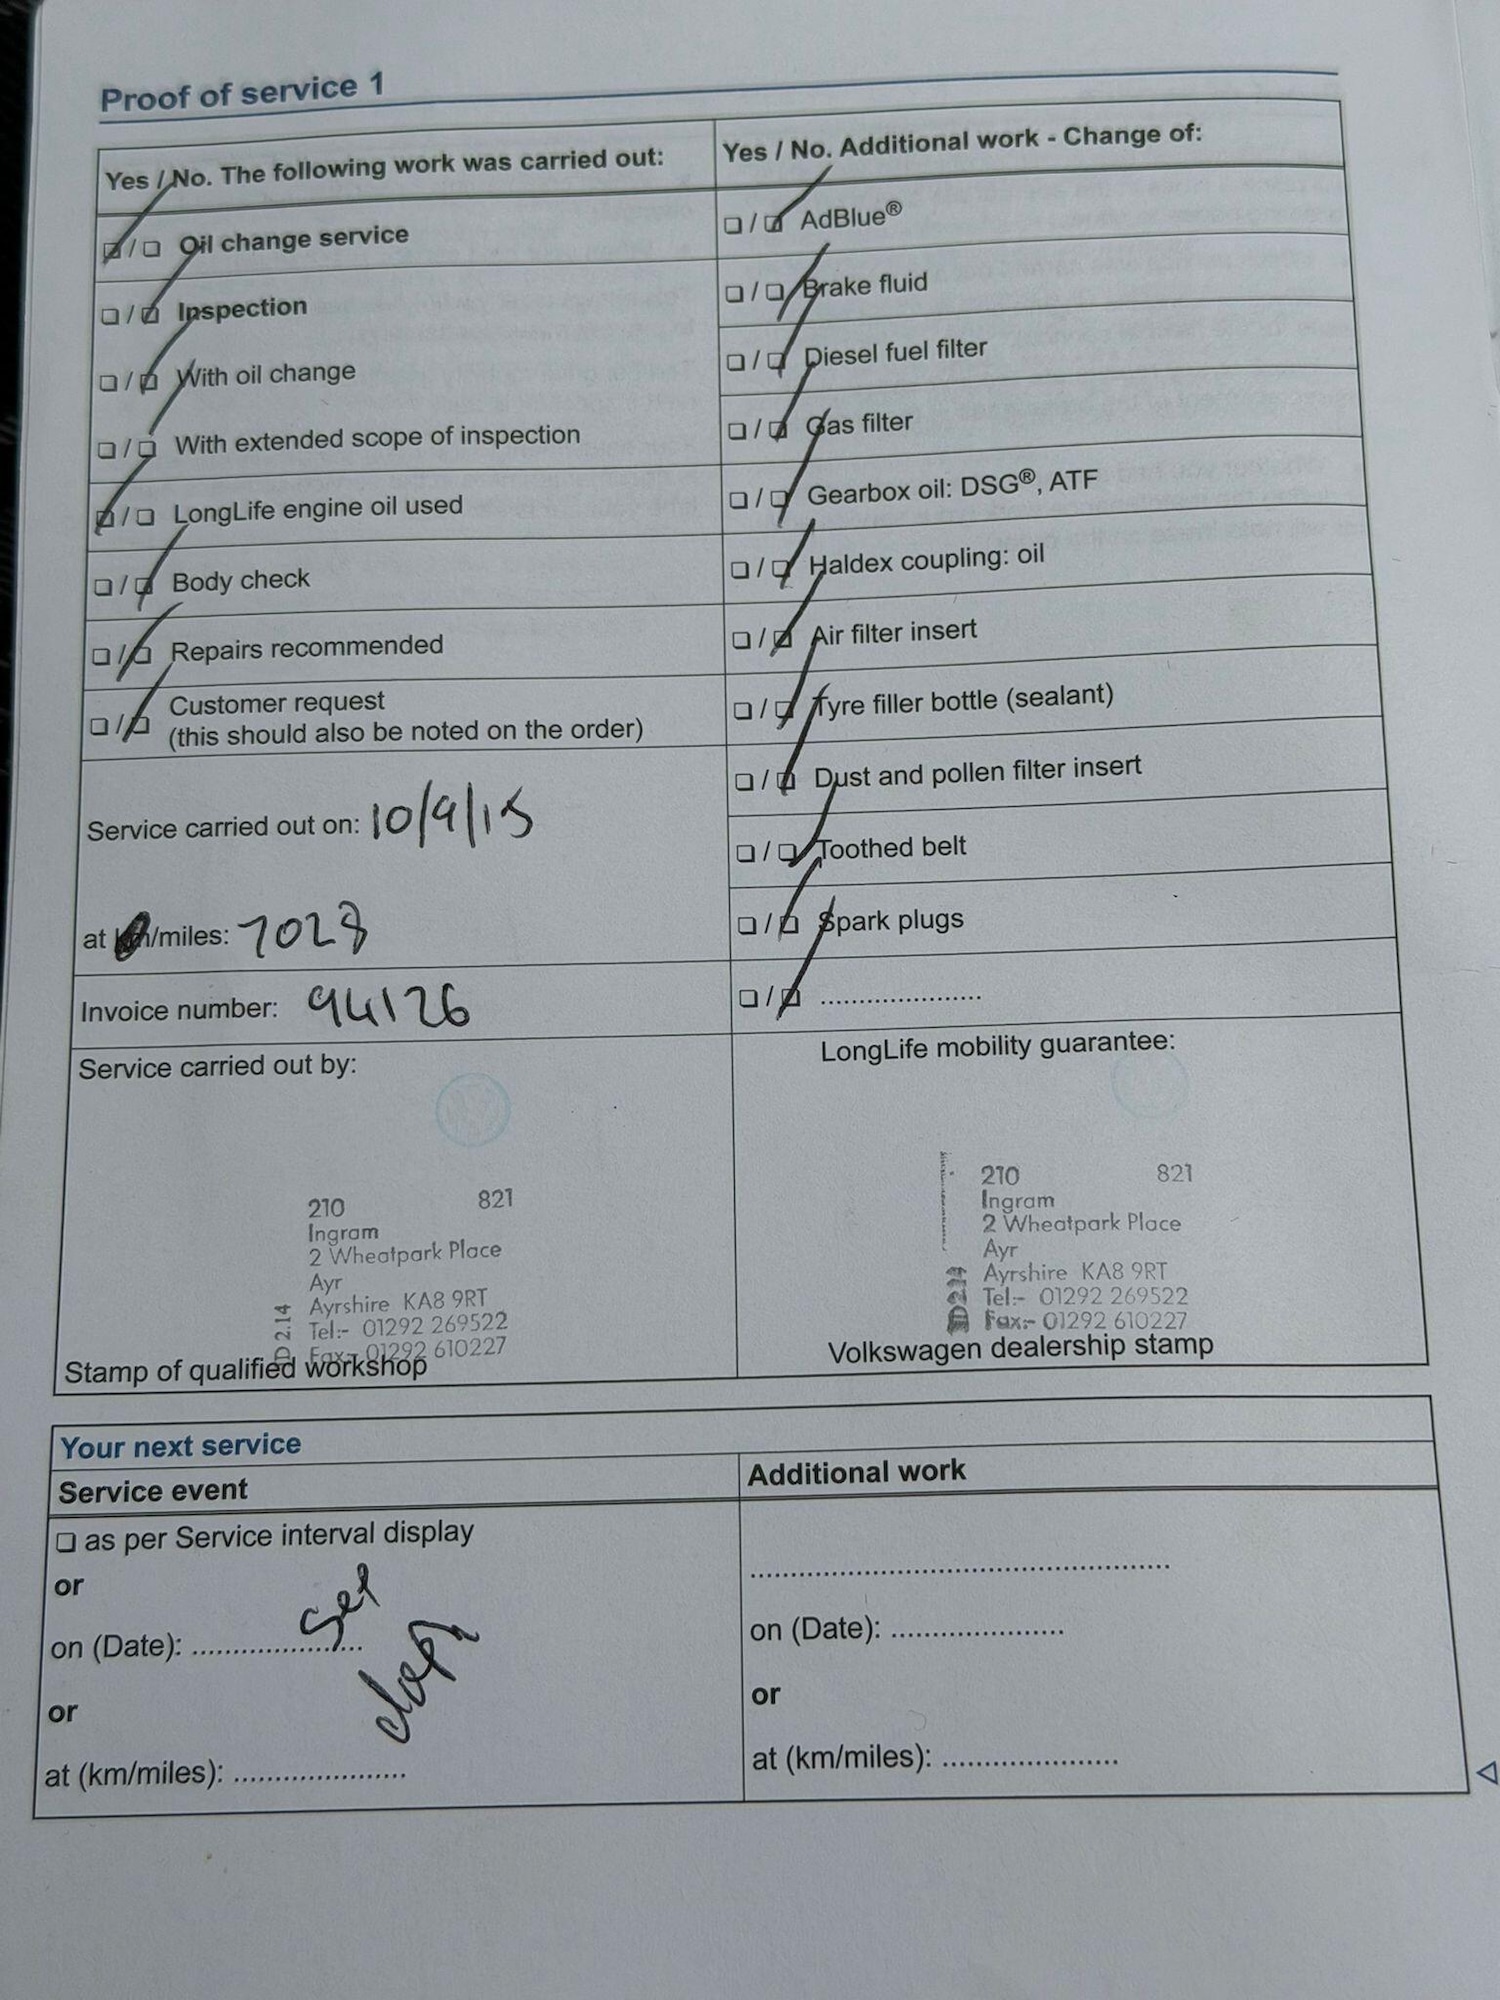 Proof of service 1
Yes / No. The following work was carried out:
Oil change service
Inspection
With oil change
With extended scope of inspection
LongLife engine oil used
Body check
Repairs recommended
Customer request
(this should also be noted on the order)
Service carried out on: 10/9/15
at km/miles: 7028
Invoice number: 94126
Service carried out by:
210 821
Ingram
2 Wheatpark Place
Ayr
Ayrshire KA8 9RT
Tel:- 01292 269522
Fax:- 01292 610227
D2.14
Stamp of qualified workshop
Yes / No. Additional work - Change of:
AdBlue®
Brake fluid
Diesel fuel filter
Gas filter
Gearbox oil: DSG®, ATF
Haldex coupling: oil
Air filter insert
Tyre filler bottle (sealant)
Dust and pollen filter insert
Toothed belt
Spark plugs
....................
LongLife mobility guarantee:
210 821
Ingram
2 Wheatpark Place
Ayr
Ayrshire KA8 9RT
Tel:- 01292 269522
Fax:- 01292 610227
D2.14
Volkswagen dealership stamp
Your next service
Service event
as per Service interval display
or
on (Date): ....................
or
at (km/miles): ....................
Additional work
....................
on (Date): ....................
or
at (km/miles): ....................